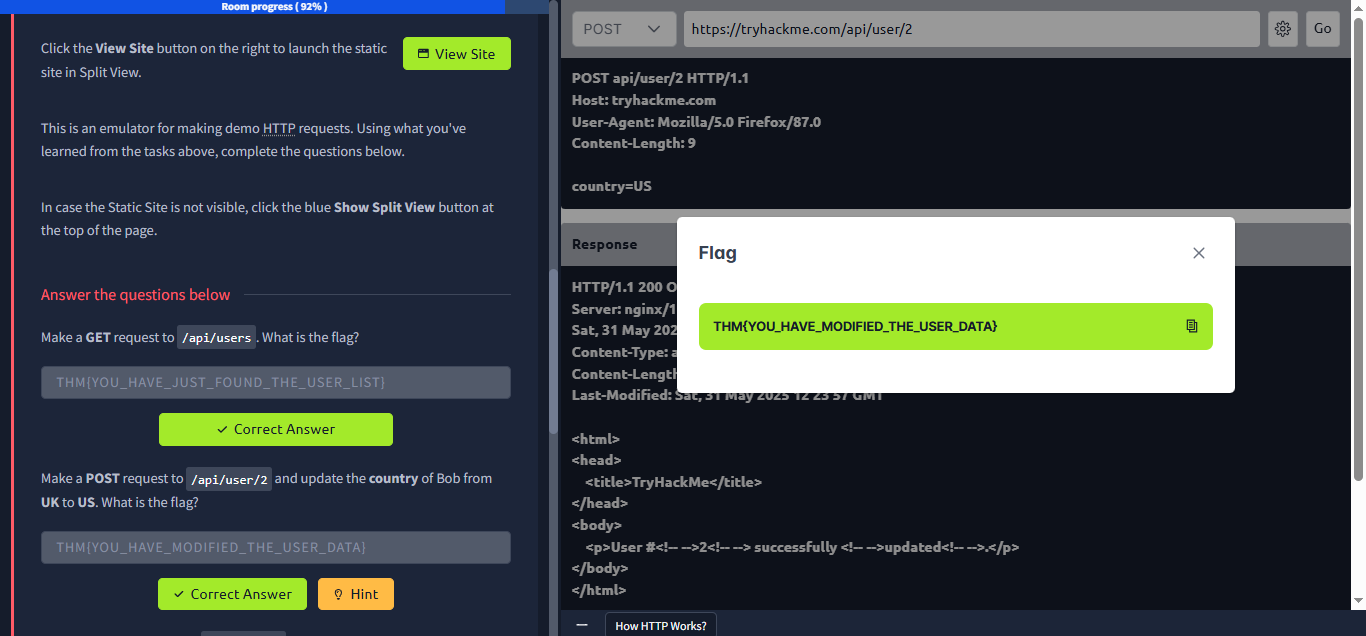 Room progress ( 92% )
Click the View Site button on the right to launch the static
site in Split View.
View Site
This is an emulator for making demo HTTP requests. Using what you've
learned from the tasks above, complete the questions below.
In case the Static Site is not visible, click the blue Show Split View button at
the top of the page.
Answer the questions below
Make a GET request to /api/users. What is the flag?
THM{YOU_HAVE_JUST_FOUND_THE_USER_LIST}
Correct Answer
Make a POST request to /api/user/2 and update the country of Bob from
UK to US. What is the flag?
THM{YOU_HAVE_MODIFIED_THE_USER_DATA}
Correct Answer
Hint
POST
https://tryhackme.com/api/user/2
Go
POST api/user/2 HTTP/1.1
Host: tryhackme.com
User-Agent: Mozilla/5.0 Firefox/87.0
Content-Length: 9
country=US
Response
Flag
THM{YOU_HAVE_MODIFIED_THE_USER_DATA}
HTTP/1.1 200 O
Server: nginx/1
Sat, 31 May 202
Content-Type: a
Content-Length
Last-Modified: Sat, 31 May 2025 12 23 57 GMT
<html>
<head>
<title>TryHackMe</title>
</head>
<body>
<p>User #<!-- -->2<!-- --> successfully <!-- -->updated<!-- -->.</p>
</body>
</html>
How HTTP Works?